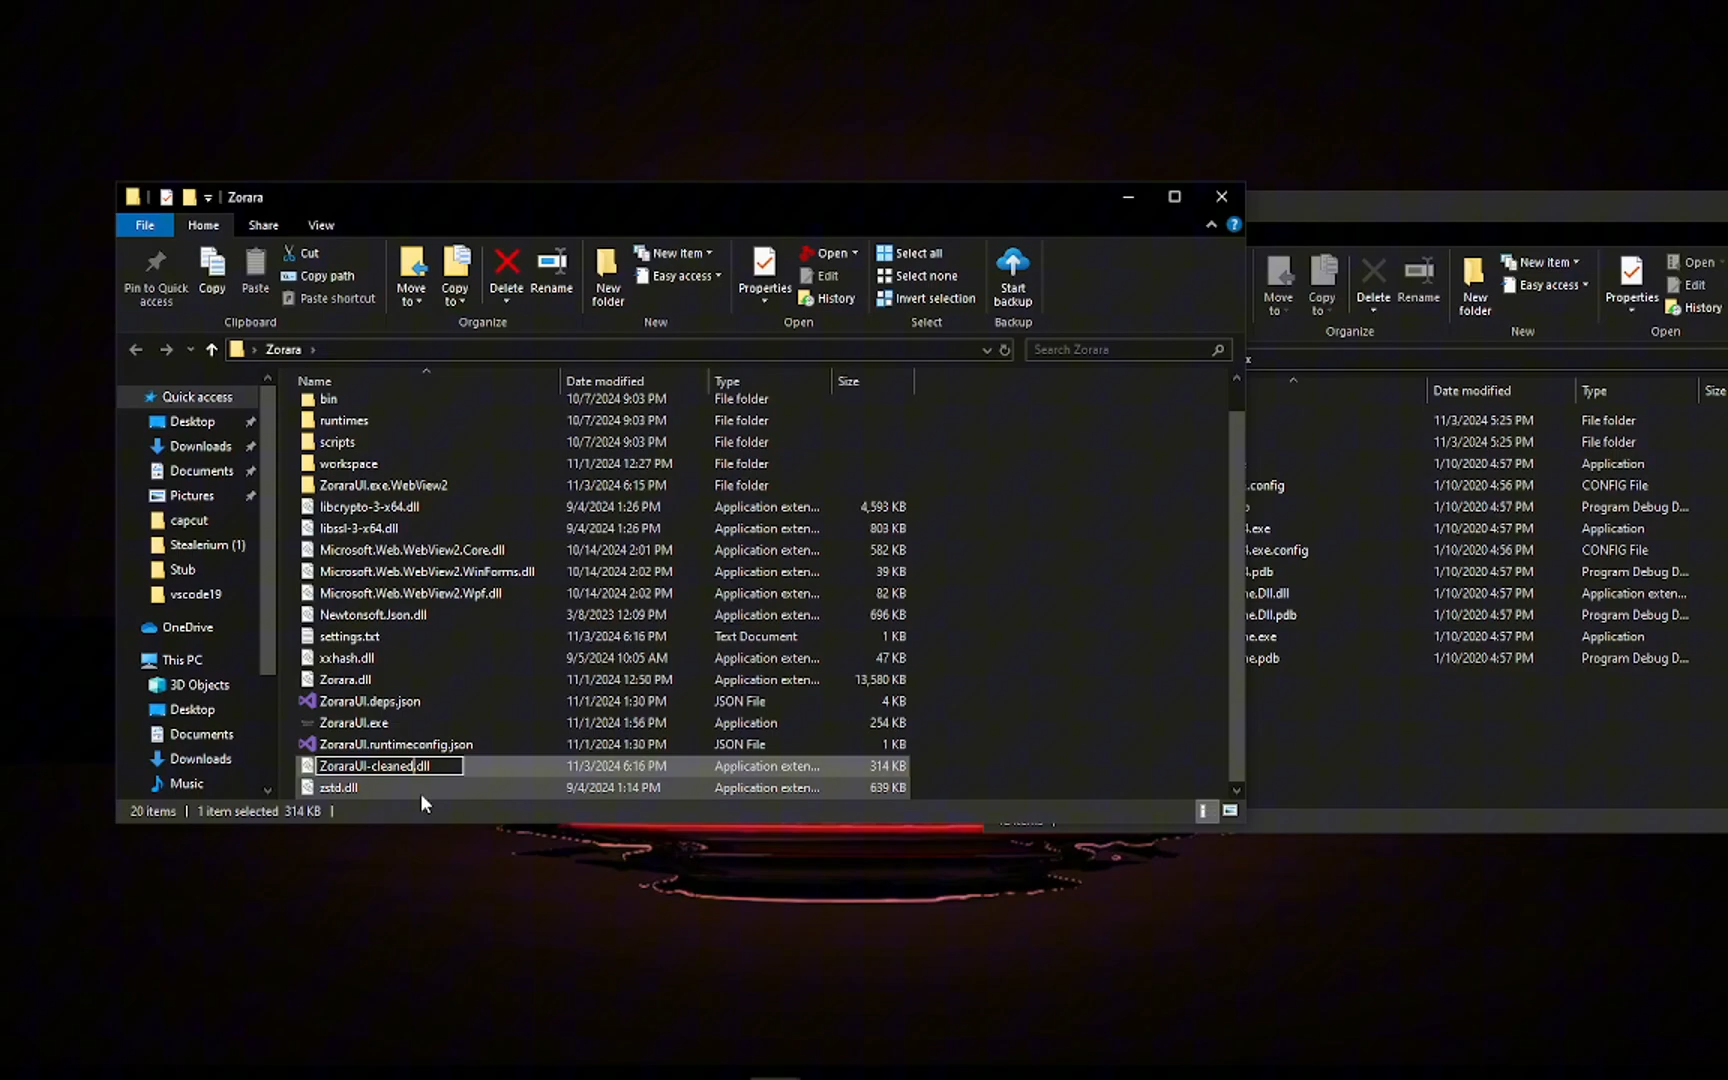 Zorara
File Home Share View
Pin to Quick access
Copy
Paste
Cut
Copy path
Paste shortcut
Clipboard
Move to
Copy to
Delete
Rename
Organize
New folder
New item
Easy access
New
Properties
Open
Edit
History
Open
Select all
Select none
Invert selection
Select
Start backup
Backup
Move to
Copy to
Delete
Rename
Organize
New folder
New item
Easy access
New
Properties
Open
Edit
History
Open
Zorara
Search Zorara
Quick access
Desktop
Downloads
Documents
Pictures
capcut
Stealerium (1)
Stub
vscode19
OneDrive
This PC
3D Objects
Desktop
Documents
Downloads
Music
Name Date modified Type Size
bin 10/7/2024 9:03 PM File folder
runtimes 10/7/2024 9:03 PM File folder
scripts 10/7/2024 9:03 PM File folder
workspace 11/1/2024 12:27 PM File folder
ZoraraUI.exe.WebView2 11/3/2024 6:15 PM File folder
libcrypto-3-x64.dll 9/4/2024 1:26 PM Application exten... 4,593 KB
libssl-3-x64.dll 9/4/2024 1:26 PM Application exten... 803 KB
Microsoft.Web.WebView2.Core.dll 10/14/2024 2:01 PM Application exten... 582 KB
Microsoft.Web.WebView2.WinForms.dll 10/14/2024 2:02 PM Application exten... 39 KB
Microsoft.Web.WebView2.Wpf.dll 10/14/2024 2:02 PM Application exten... 82 KB
Newtonsoft.Json.dll 3/8/2023 12:09 PM Application exten... 696 KB
settings.txt 11/3/2024 6:16 PM Text Document 1 KB
xxhash.dll 9/5/2024 10:05 AM Application exten... 47 KB
Zorara.dll 11/1/2024 12:50 PM Application exten... 13,580 KB
ZoraraUI.deps.json 11/1/2024 1:30 PM JSON File 4 KB
ZoraraUI.exe 11/1/2024 1:56 PM Application 254 KB
ZoraraUI.runtimeconfig.json 11/1/2024 1:30 PM JSON File 1 KB
ZoraraUI-cleaned.dll 11/3/2024 6:16 PM Application exten... 314 KB
zstd.dll 9/4/2024 1:14 PM Application exten... 639 KB
20 items 1 item selected 314 KB
x
Date modified Type Size
11/3/2024 5:25 PM File folder
11/3/2024 5:25 PM File folder
1/10/2020 4:57 PM Application
.config 1/10/2020 4:56 PM CONFIG File
1/10/2020 4:57 PM Program Debug D...
.exe 1/10/2020 4:57 PM Application
.exe.config 1/10/2020 4:56 PM CONFIG File
.pdb 1/10/2020 4:57 PM Program Debug D...
ne.Dll.dll 1/10/2020 4:57 PM Application exten...
ne.Dll.pdb 1/10/2020 4:57 PM Program Debug D...
ne.exe 1/10/2020 4:57 PM Application
ne.pdb 1/10/2020 4:57 PM Program Debug D...